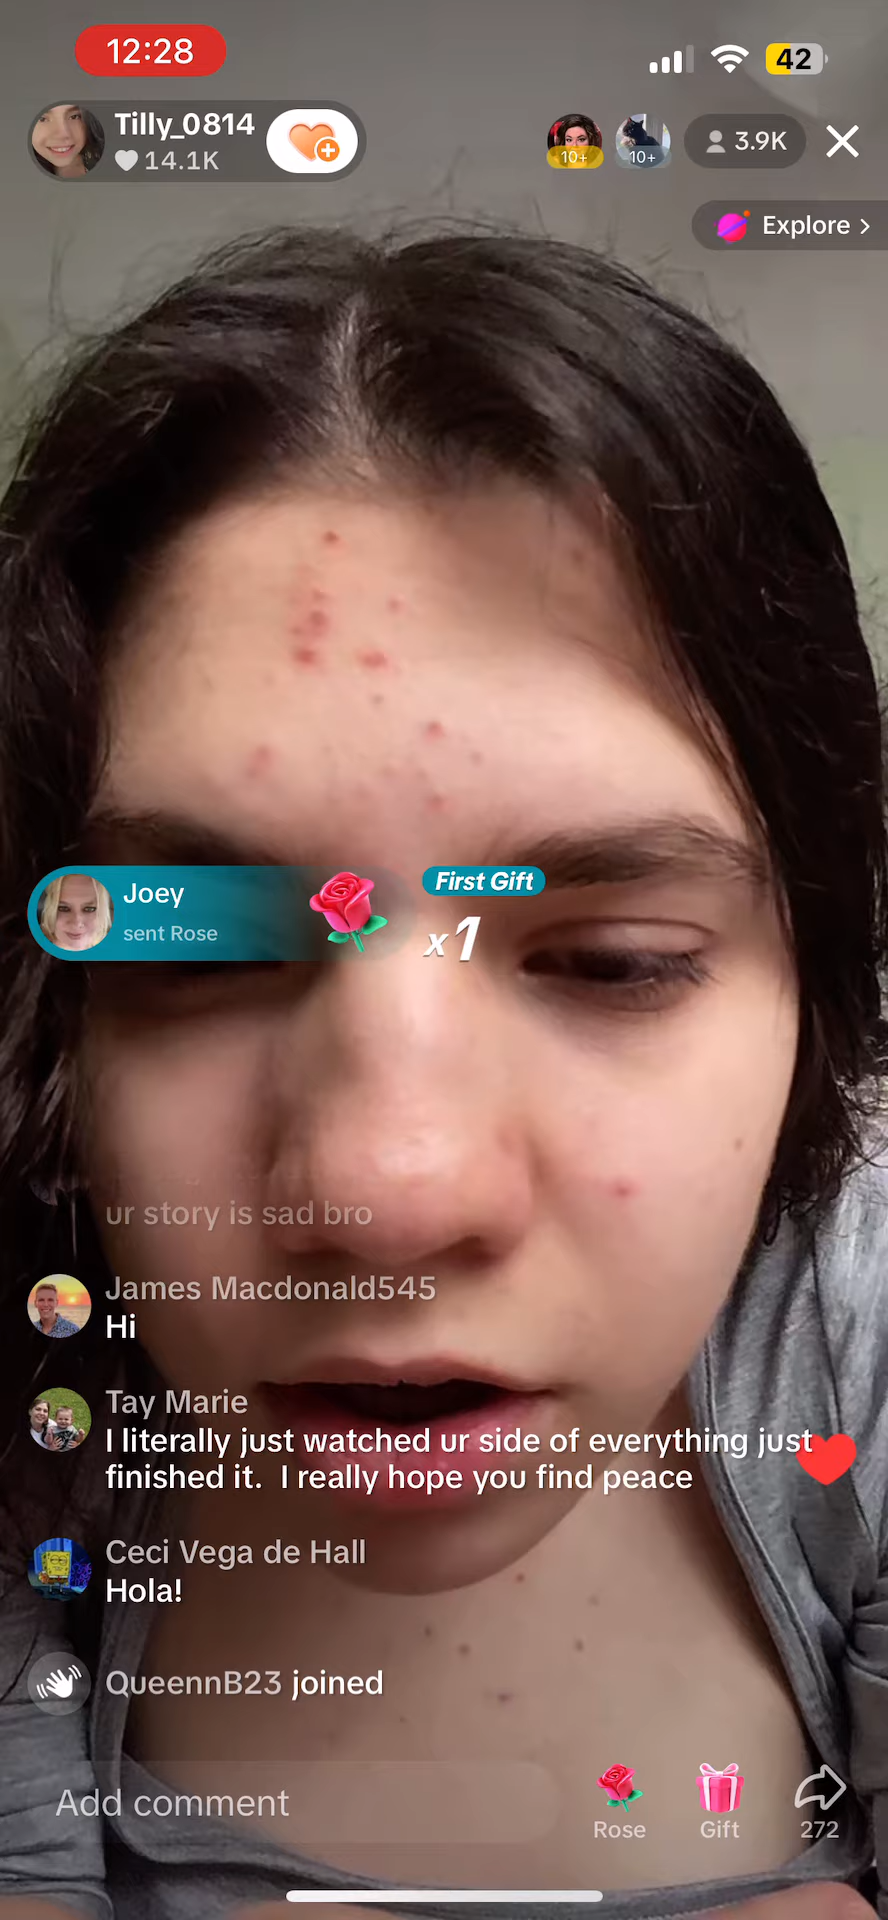 12:28
42
Tilly_0814
14.1K
10+
10+
3.9K
Explore >
Joey
sent Rose
First Gift
x1
ur story is sad bro
James Macdonald545
Hi
Tay Marie
I literally just watched ur side of everything just
finished it.  I really hope you find peace
Ceci Vega de Hall
Hola!
QueennB23 joined
Add comment
Rose
Gift
272